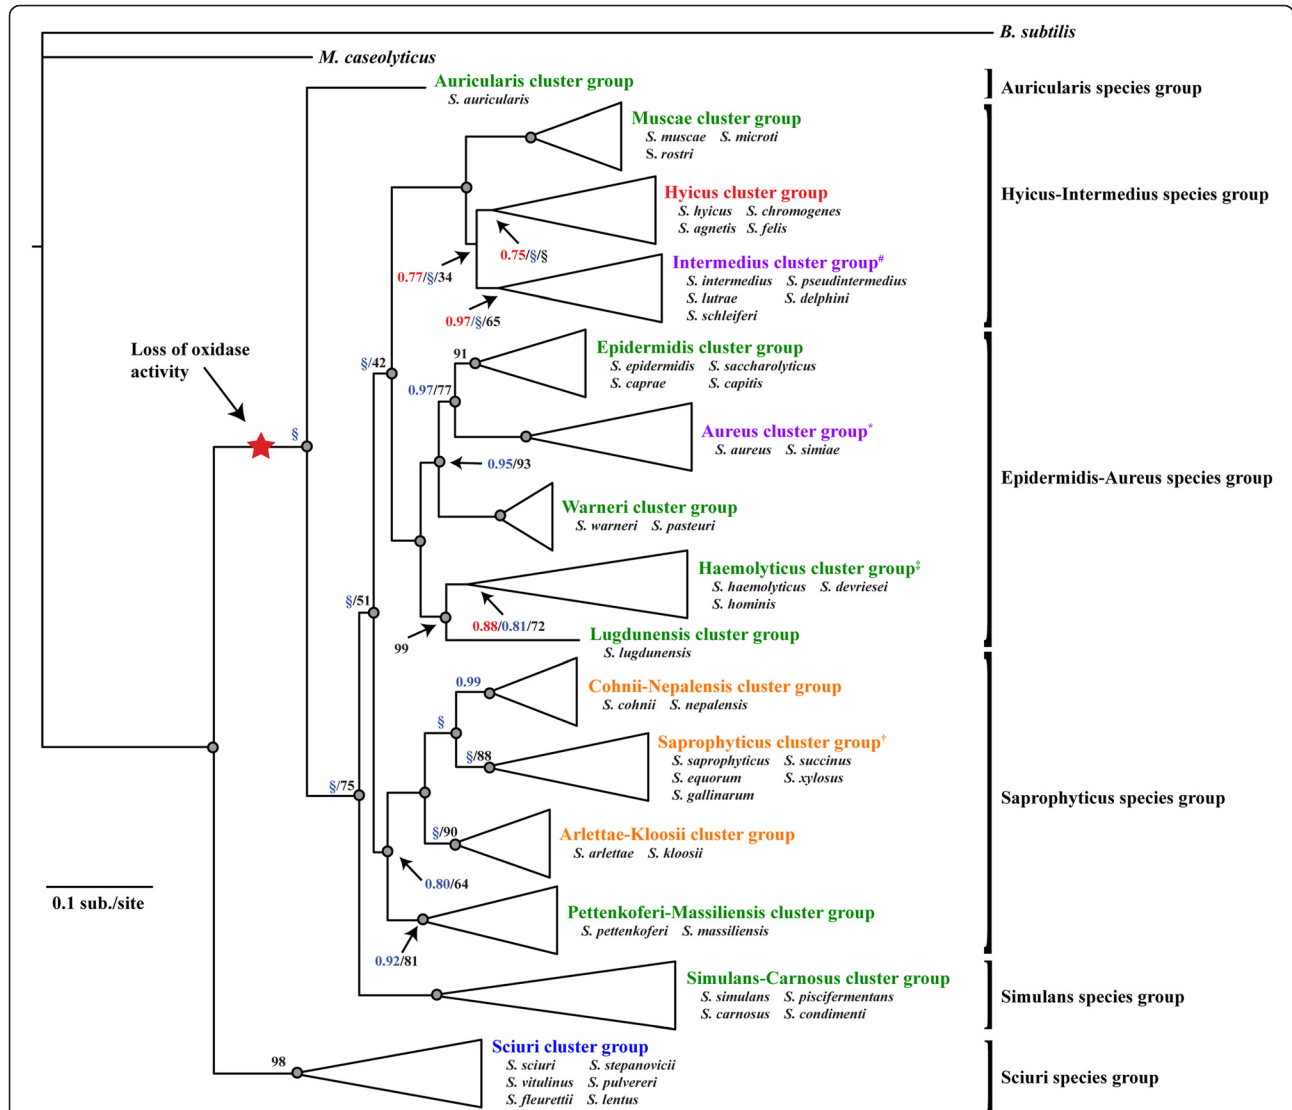 B. subtilis
M. caseolyticus
Auricularis cluster group
S. auricularis
Auricularis species group
Muscae cluster group
S. muscae S. microti
S. rostri
Hyicus cluster group
S. hyicus S. chromogenes
S. agnetis S. felis
0.75/§/§
0.77/§/34
Hyicus-Intermedius species group
Intermedius cluster group#
S. intermedius S. pseudintermedius
S. lutrae S. delphini
S. schleiferi
0.97/§/65
Loss of oxidase
activity
§
§/42
91
Epidermidis cluster group
S. epidermidis S. saccharolyticus
S. caprae S. capitis
0.97/77
Aureus cluster group*
S. aureus S. simiae
0.95/93
Epidermidis-Aureus species group
Warneri cluster group
S. warneri S. pasteuri
Haemolyticus cluster group‡
S. haemolyticus S. devriesei
S. hominis
§/51
0.88/0.81/72
99
Lugdunensis cluster group
S. lugdunensis
0.99
Cohnii-Nepalensis cluster group
S. cohnii S. nepalensis
§
Saprophyticus cluster group†
S. saprophyticus S. succinus
S. equorum S. xylosus
S. gallinarum
§/88
§/75
Saprophyticus species group
§/90
Arlettae-Kloosii cluster group
S. arlettae S. kloosii
0.80/64
0.1 sub./site
Pettenkoferi-Massiliensis cluster group
S. pettenkoferi S. massiliensis
0.92/81
Simulans-Carnosus cluster group
S. simulans S. piscifermentans
S. carnosus S. condimenti
Simulans species group
98
Sciuri cluster group
S. sciuri S. stepanovicii
S. vitulinus S. pulvereri
S. fleurettii S. lentus
Sciuri species group